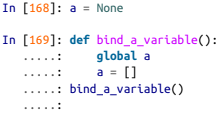 In [168]: a = None
In [169]: def bind_a_variable():
.....:     global a
.....:     a = []
.....: bind_a_variable()
.....: